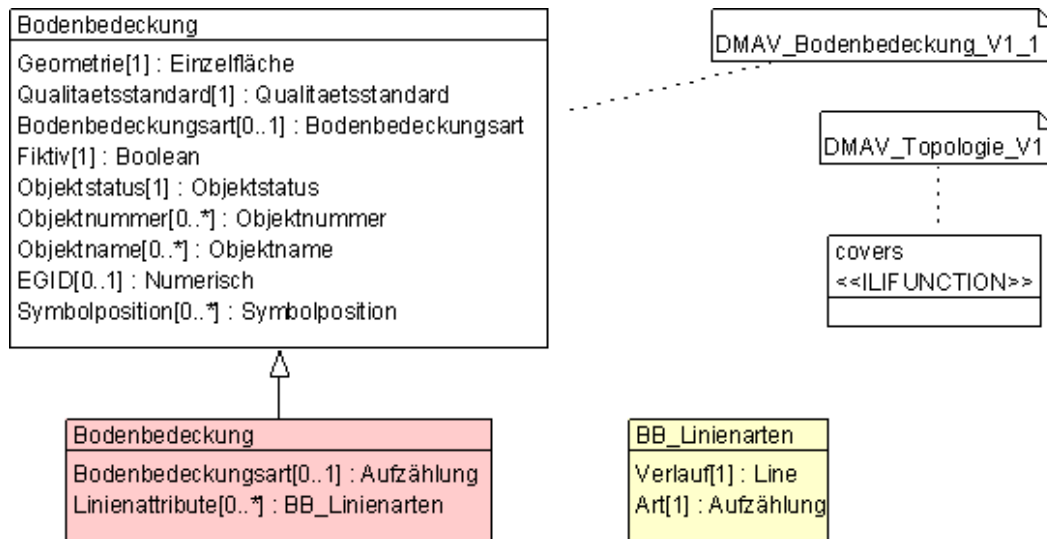 Bodenbedeckung
Geometrie[1] : Einzelfläche
Qualitaetsstandard[1] : Qualitaetsstandard
Bodenbedeckungsart[0..1] : Bodenbedeckungsart
Fiktiv[1] : Boolean
Objektstatus[1] : Objektstatus
Objektnummer[0..*] : Objektnummer
Objektname[0..*] : Objektname
EGID[0..1] : Numerisch
Symbolposition[0..*] : Symbolposition
DMAV_Bodenbedeckung_V1_1
DMAV_Topologie_V1
covers
<<ILIFUNCTION>>
Bodenbedeckung
Bodenbedeckungsart[0..1] : Aufzählung
Linienattribute[0..*] : BB_Linienarten
BB_Linienarten
Verlauf[1] : Line
Art[1] : Aufzählung